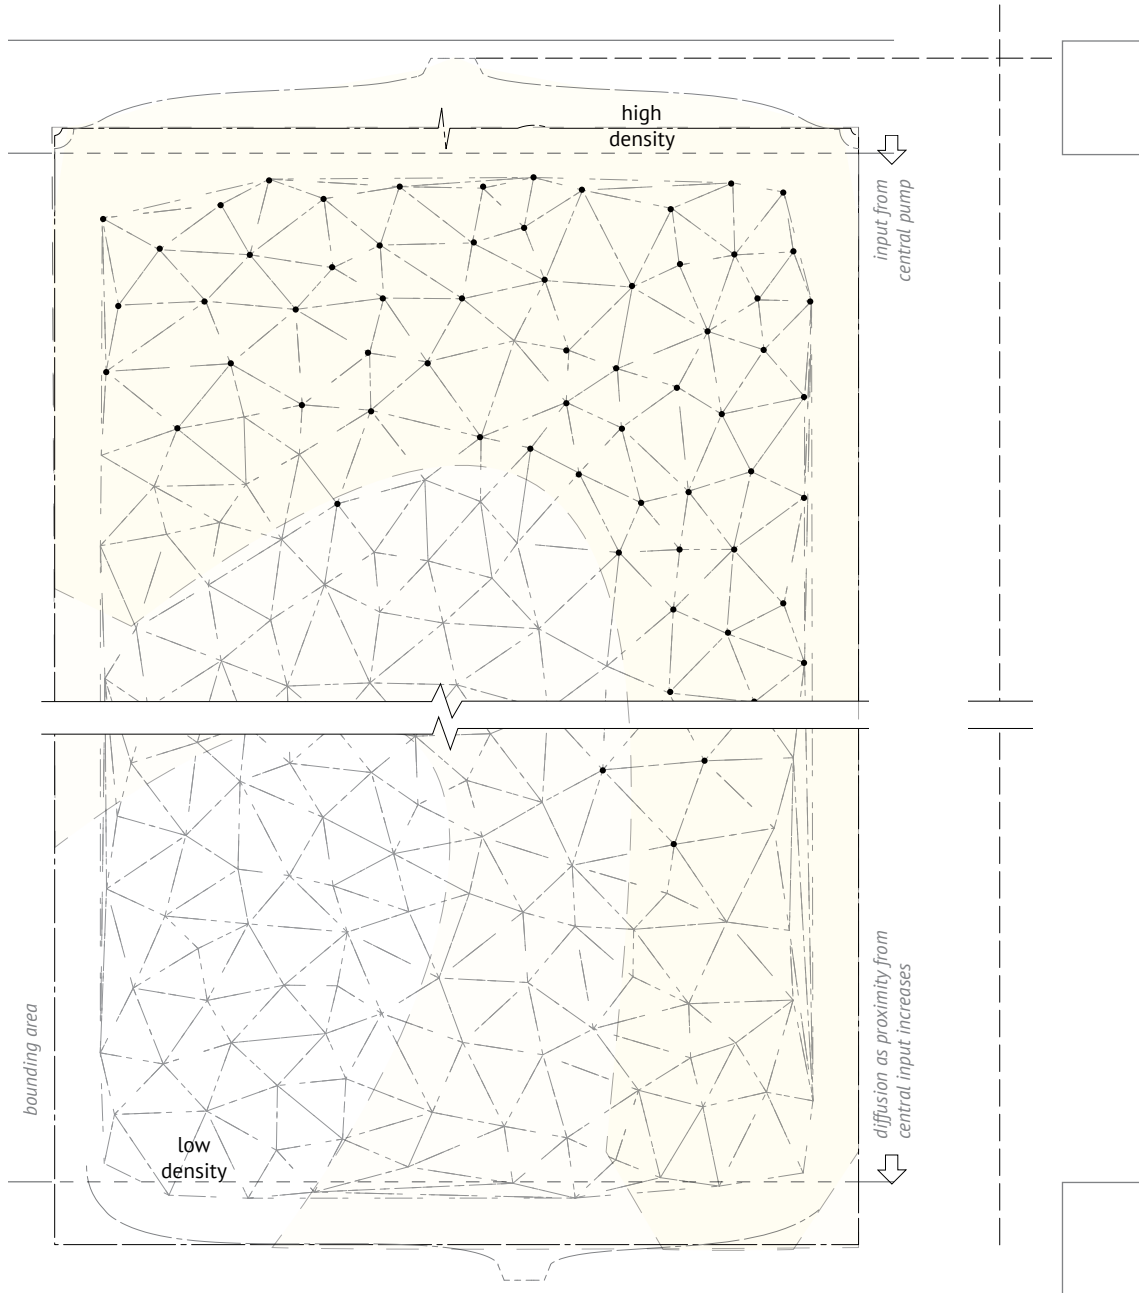 high
density
input from
central pump
bounding area
diffusion as proximity from
central input increases
low
density